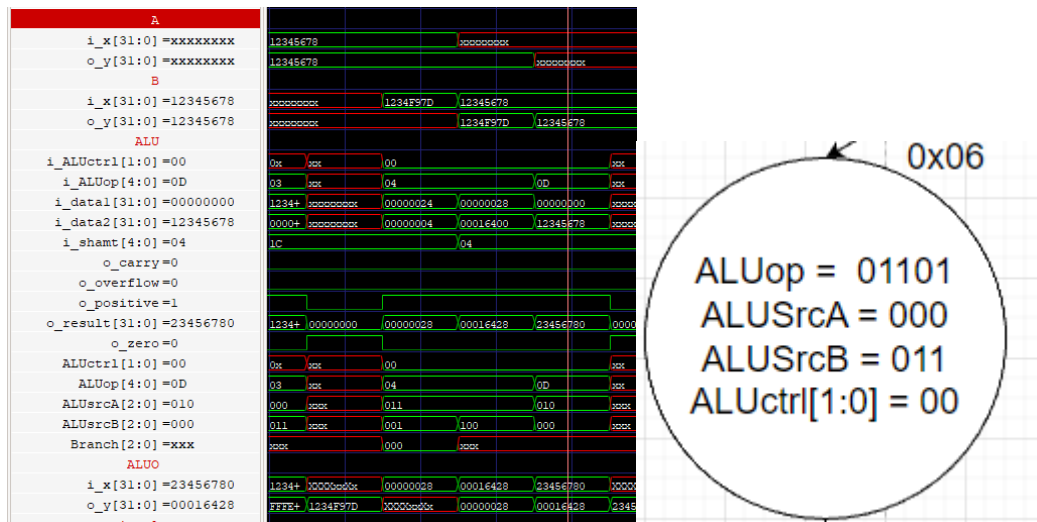 A
i_x[31:0] =xxxxxxxx 12345678 xxxxxxxx
o_y[31:0] =xxxxxxxx 12345678 xxxxxxxx
B
i_x[31:0] =12345678 xxxxxxxx 1234F97D 12345678
o_y[31:0] =12345678 xxxxxxxx 1234F97D 12345678
ALU
i_ALUctrl[1:0] =00 0x xx 00 xx
i_ALUop[4:0] =0D 03 xx 04 0D xx
i_data1[31:0] =00000000 1234+ xxxxxxxx 00000024 00000028 00000000 xxxx
i_data2[31:0] =12345678 0000+ xxxxxxxx 00000004 00016400 12345678 xxxx
i_shamt[4:0] =04 1C 04
o_carry =0
o_overflow =0
o_positive =1
o_result[31:0] =23456780 1234+ 00000000 00000028 00016428 23456780 0000
o_zero =0
ALUctrl[1:0] =00 0x xx 00 xx
ALUop[4:0] =0D 03 xx 04 0D xx
ALUsrcA[2:0] =010 000 xxx 011 010 xxx
ALUsrcB[2:0] =000 011 xxx 001 100 000 xxx
Branch[2:0] =xxx xxx 000 xxx
ALUO
i_x[31:0] =23456780 1234+ 00000028 00016428 23456780
o_y[31:0] =00016428 FFFE+ 1234F97D 00000028 00016428 2345
0x06
ALUop = 01101
ALUSrcA = 000
ALUSrcB = 011
ALUctrl[1:0] = 00